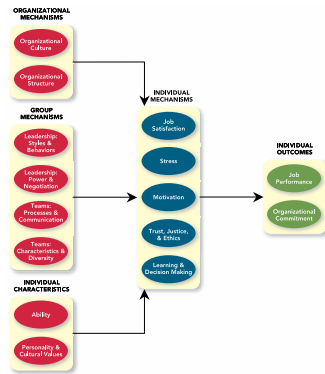 ORGANIZATIONAL
MECHANISMS
Organizational
Culture
Organizational
Structure
GROUP
MECHANISMS
Leadership:
Styles &
Behaviors
Leadership:
Power &
Negotiation
Teams:
Processes &
Communication
Teams:
Characteristics &
Diversity
INDIVIDUAL
CHARACTERISTICS
Ability
Personality &
Cultural Values
INDIVIDUAL
MECHANISMS
Job
Satisfaction
Stress
Motivation
Trust, Justice,
& Ethics
Learning &
Decision Making
INDIVIDUAL
OUTCOMES
Job
Performance
Organizational
Commitment